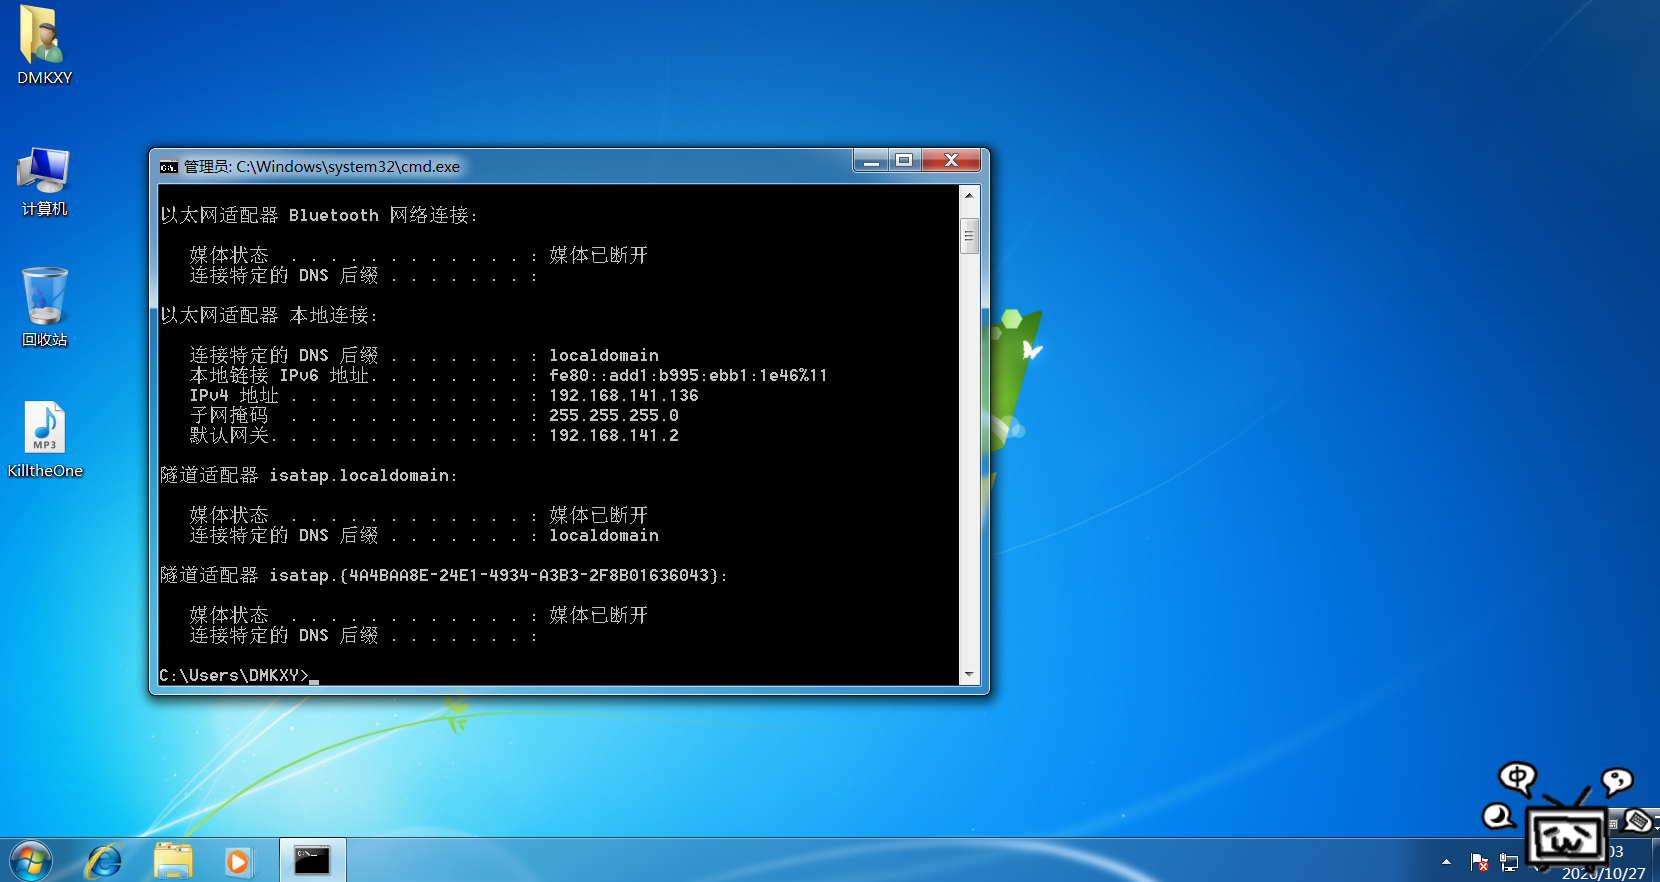 DMKXY
计算机
回收站
MP3
KilltheOne
管理员: C:\Windows\system32\cmd.exe
以太网适配器 Bluetooth 网络连接:
媒体状态  . . . . . . . . . . . . : 媒体已断开
连接特定的 DNS 后缀 . . . . . . . :
以太网适配器 本地连接:
连接特定的 DNS 后缀 . . . . . . . : localdomain
本地链接 IPv6 地址. . . . . . . . : fe80::add1:b995:ebb1:1e46%11
IPv4 地址 . . . . . . . . . . . . : 192.168.141.136
子网掩码  . . . . . . . . . . . . : 255.255.255.0
默认网关. . . . . . . . . . . . . : 192.168.141.2
隧道适配器 isatap.localdomain:
媒体状态  . . . . . . . . . . . . : 媒体已断开
连接特定的 DNS 后缀 . . . . . . . : localdomain
隧道适配器 isatap.{4A4BAA8E-24E1-4934-A3B3-2F8B01636043}:
媒体状态  . . . . . . . . . . . . : 媒体已断开
连接特定的 DNS 后缀 . . . . . . . :
C:\Users\DMKXY>
中
2020/10/27